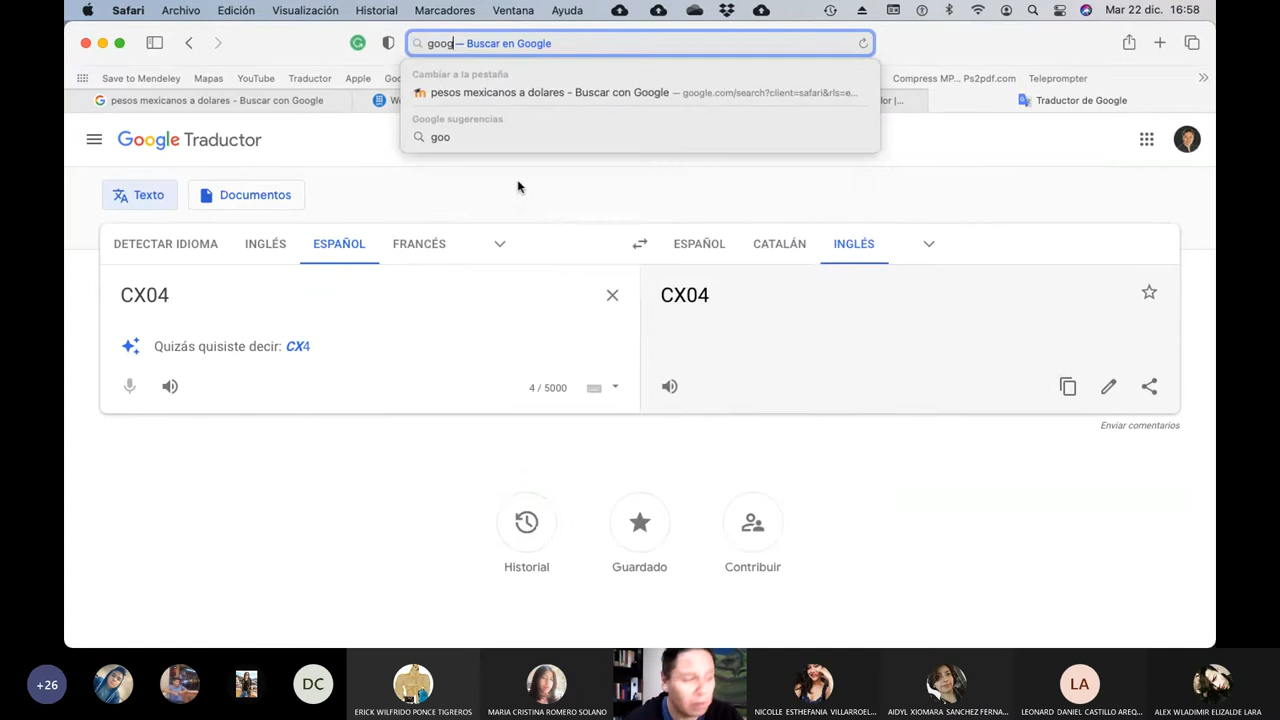 Safari Archivo Edición Visualización Historial Marcadores Ventana Ayuda Mar 22 dic. 16:58
goog — Buscar en Google
Save to Mendeley Mapas YouTube Traductor Apple Goo Compress MP... Ps2pdf.com Teleprompter
Cambiar a la pestaña
pesos mexicanos a dolares - Buscar con Google — google.com/search?client=safari&rls=e...
Google sugerencias
goo
pesos mexicanos a dolares - Buscar con Google Traductor de Google
Google Traductor
Texto Documentos
DETECTAR IDIOMA INGLÉS ESPAÑOL FRANCÉS ESPAÑOL CATALÁN INGLÉS
CX04 CX04
Quizás quisiste decir: CX4
4 / 5000
Enviar comentarios
Historial Guardado Contribuir
+26 DC LA
ERICK WILFRIDO PONCE TIGREROS MARIA CRISTINA ROMERO SOLANO NICOLLE ESTHEFANIA VILLARROEL... AIDYL XIOMARA SANCHEZ FERNA... LEONARD DANIEL CASTILLO AREQ... ALEX WLADIMIR ELIZALDE LARA